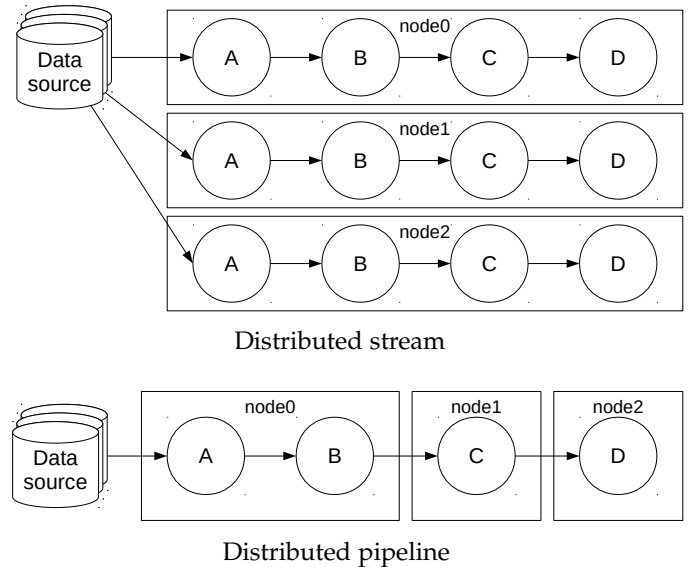 Data
source
node0
A
B
C
D
node1
A
B
C
D
node2
A
B
C
D
Distributed stream
Data
source
node0
A
B
node1
C
node2
D
Distributed pipeline